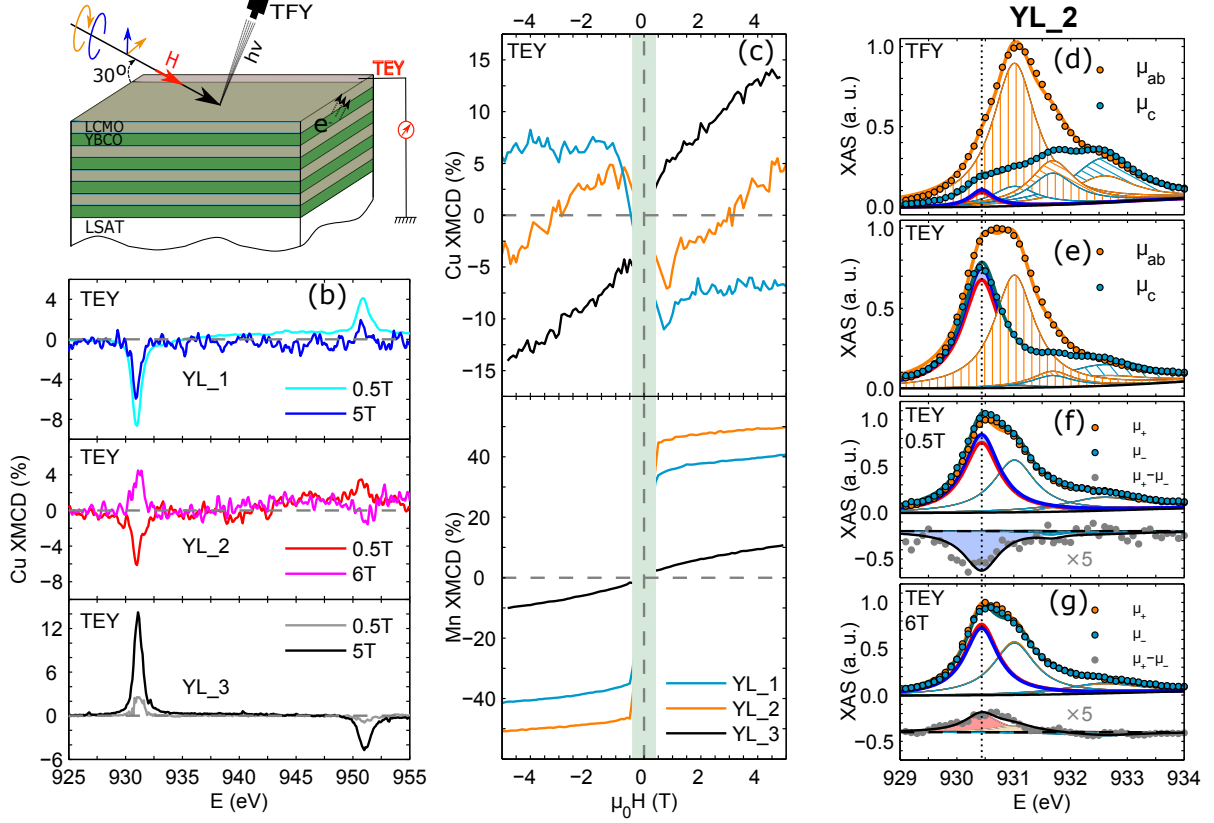 TFY
hν
H
30°
TEY
e⁻
LCMO
YBCO
LSAT
(b)
TEY
YL_1
0.5T
5T
TEY
YL_2
0.5T
6T
TEY
YL_3
0.5T
5T
4
0
−4
−8
4
0
−4
−8
12
6
0
−6
Cu XMCD (%)
925 930 935 940 945 950 955
E (eV)
−4 −2 0 2 4
TEY
(c)
15
10
5
0
−5
−10
−15
Cu XMCD (%)
40
20
0
−20
−40
Mn XMCD (%)
YL_1
YL_2
YL_3
−4 −2 0 2 4
μ₀H (T)
YL_2
TFY
(d)
μab
μc
1.0
0.5
0.0
XAS (a. u.)
TEY
(e)
μab
μc
1.0
0.5
0.0
XAS (a. u.)
TEY
0.5T
(f)
μ₊
μ₋
μ₊−μ₋
×5
1.0
0.5
0.0
−0.5
XAS (a. u.)
TEY
6T
(g)
μ₊
μ₋
μ₊−μ₋
×5
1.0
0.5
0.0
−0.5
XAS (a. u.)
929 930 931 932 933 934
E (eV)